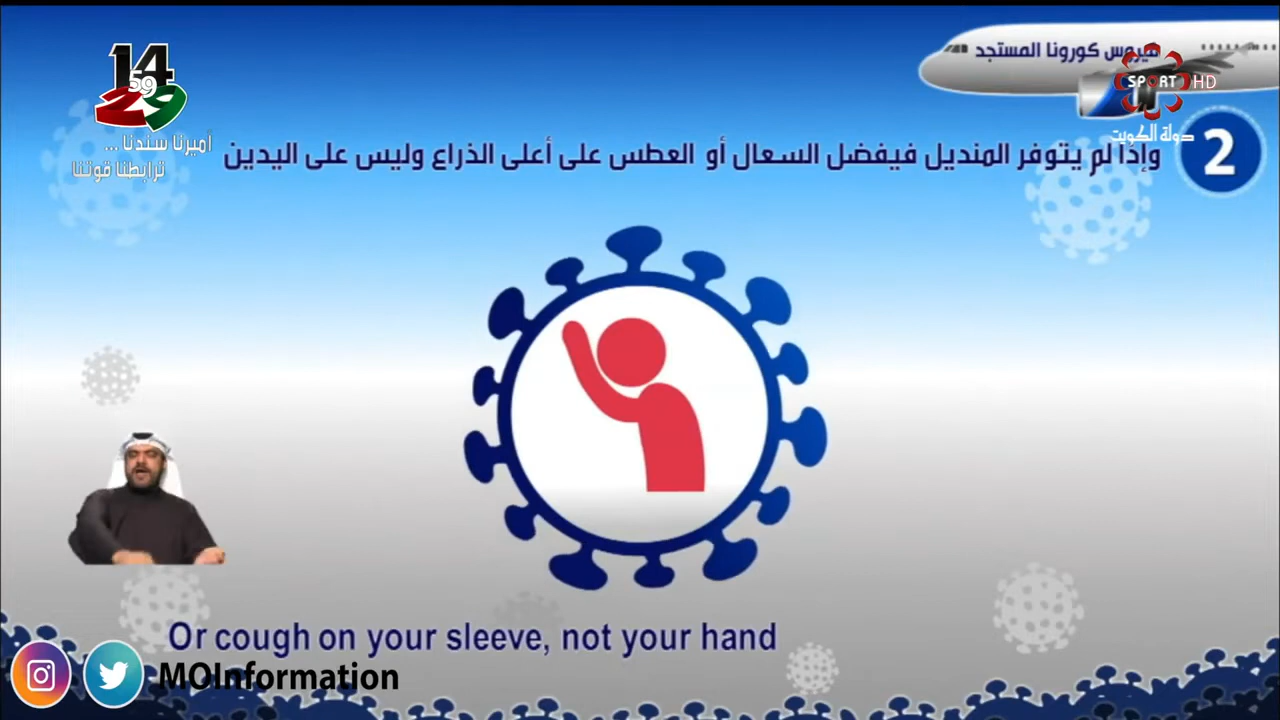 فيروس كورونا المستجد
SPORT HD
دولة الكويت
14
59
29
أميرنا سندنا ...
ترابطنا قوتنا
2
وإذا لم يتوفر المنديل فيفضل السعال أو العطس على أعلى الذراع وليس على اليدين
Or cough on your sleeve, not your hand
MOInformation